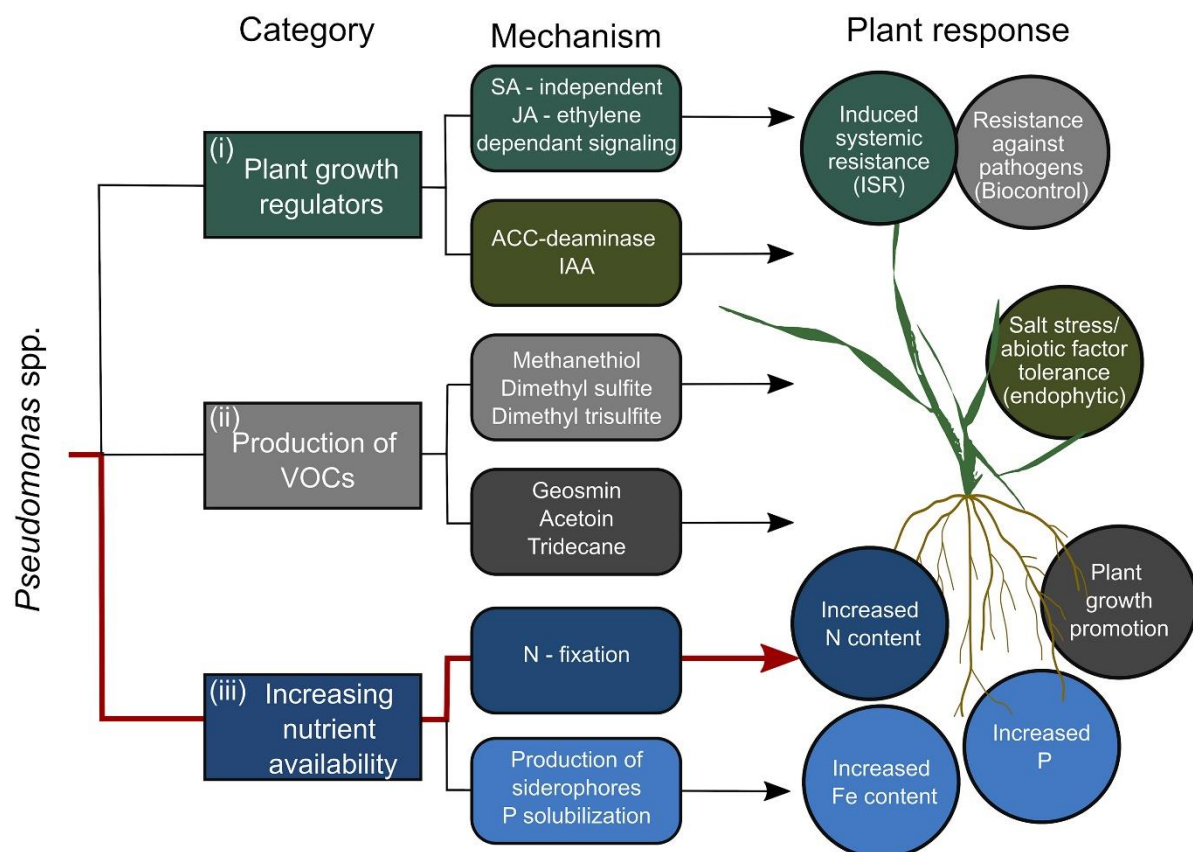 Category
Mechanism
Plant response
Pseudomonas spp.
(i)
Plant growth
regulators
SA - independent
JA - ethylene
dependant signaling
ACC-deaminase
IAA
Induced
systemic
resistance
(ISR)
Resistance
against
pathogens
(Biocontrol)
Salt stress/
abiotic factor
tolerance
(endophytic)
(ii)
Production of
VOCs
Methanethiol
Dimethyl sulfite
Dimethyl trisulfite
Geosmin
Acetoin
Tridecane
Plant
growth
promotion
(iii)
Increasing
nutrient
availability
N - fixation
Increased
N content
Production of
siderophores
P solubilization
Increased
Fe content
Increased
P